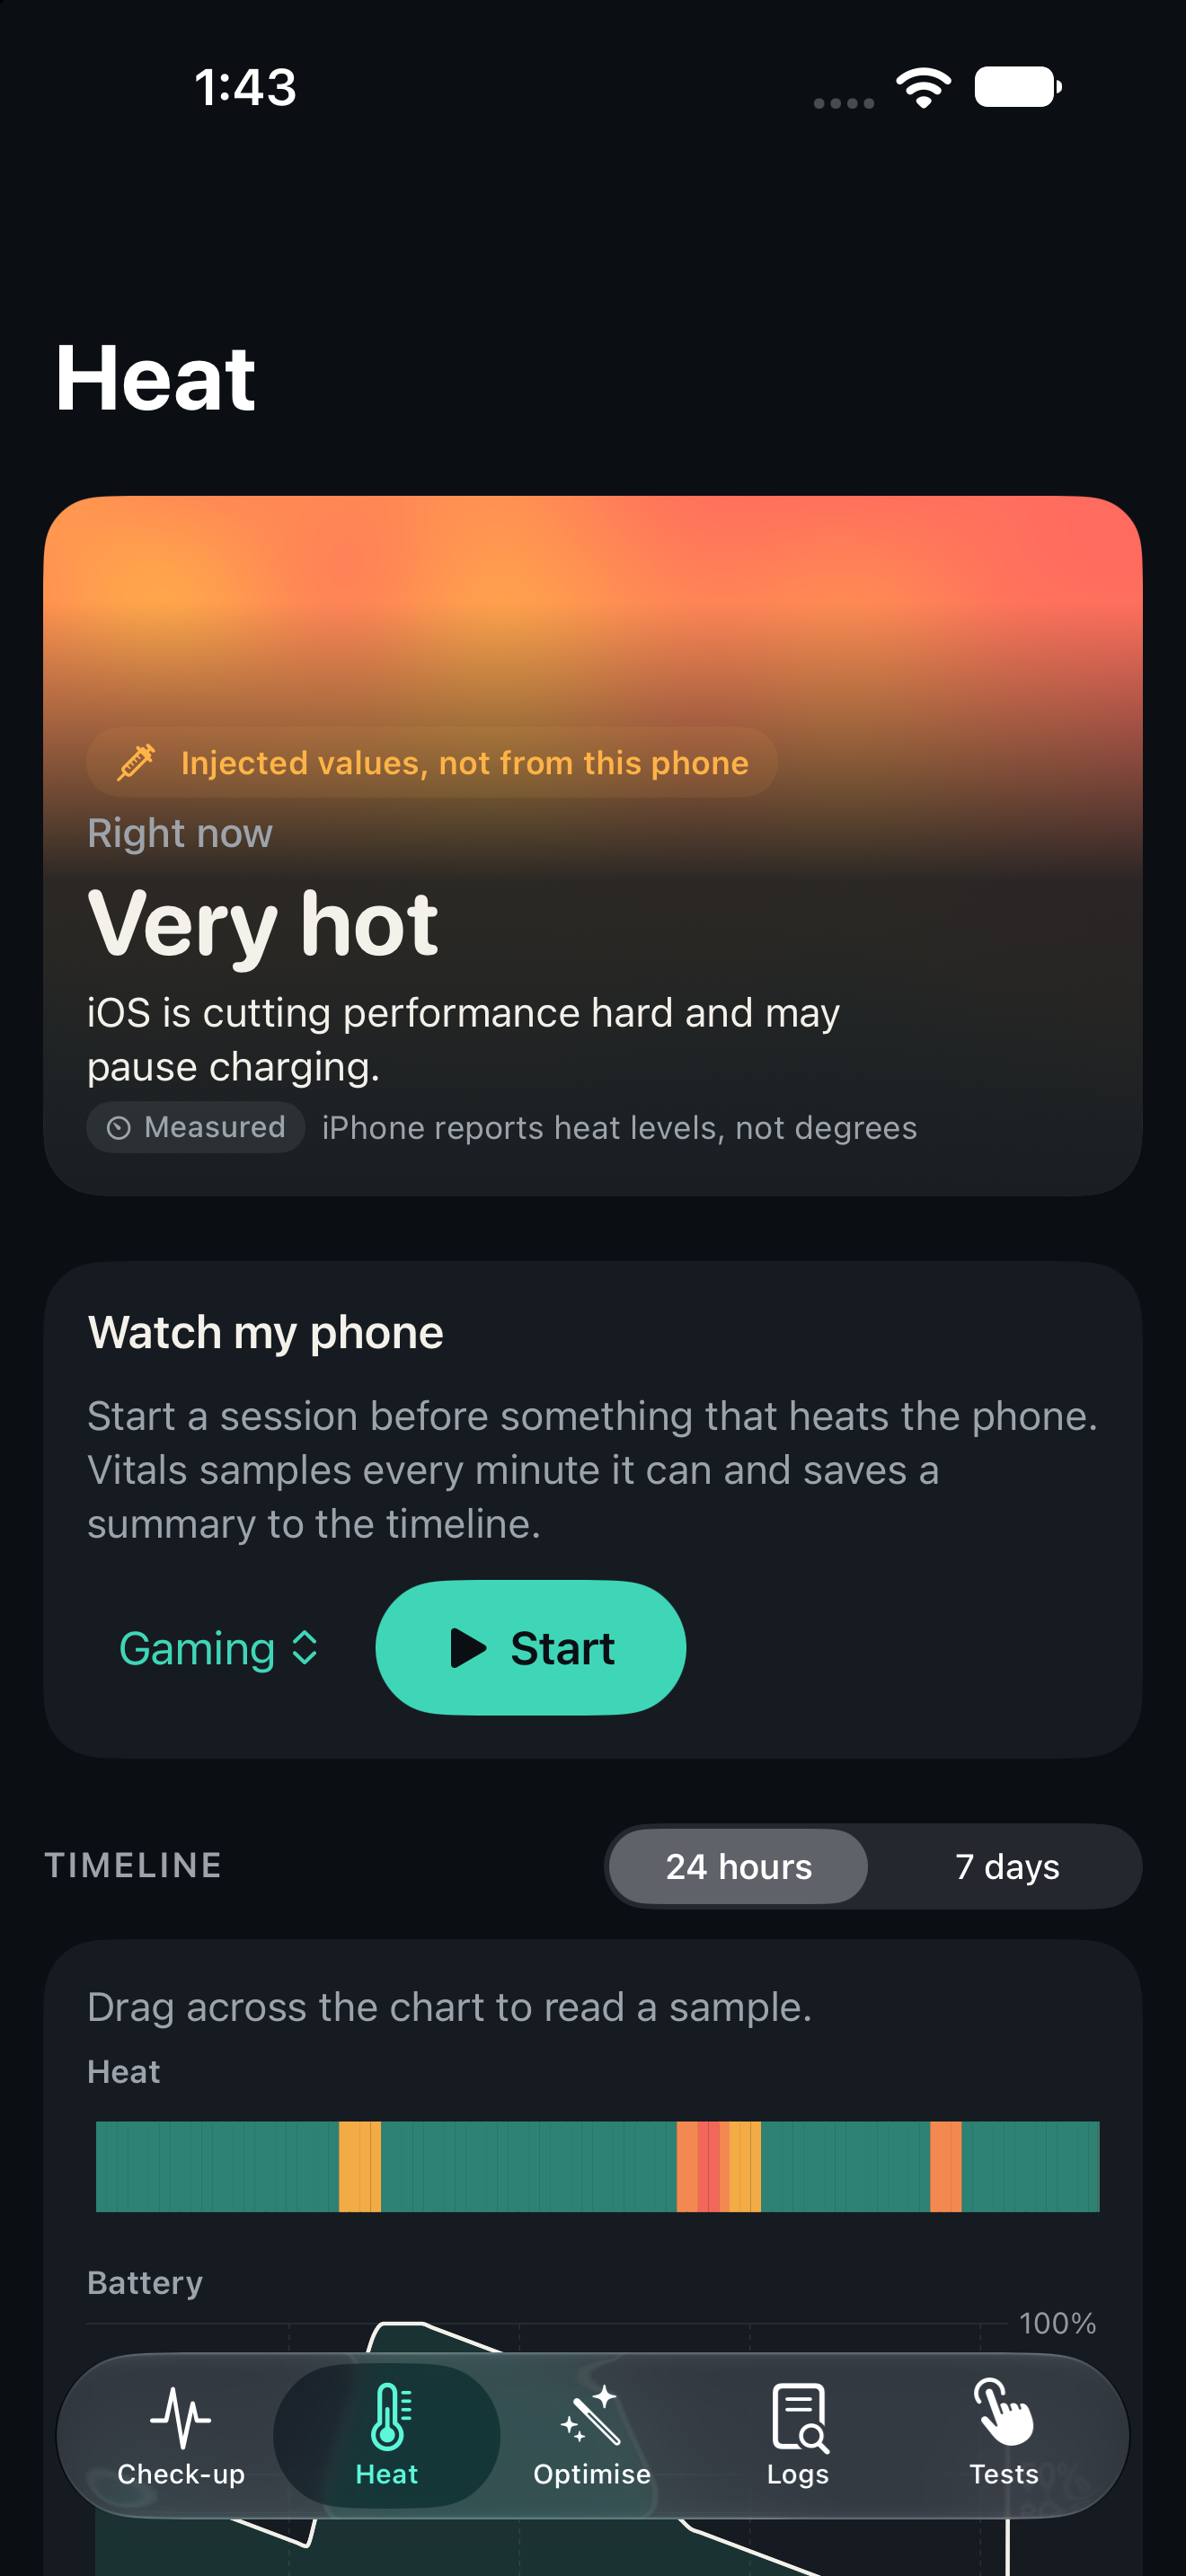 1:43
Heat
Injected values, not from this phone
Right now
Very hot
iOS is cutting performance hard and may
pause charging.
Measured iPhone reports heat levels, not degrees
Watch my phone
Start a session before something that heats the phone.
Vitals samples every minute it can and saves a
summary to the timeline.
Gaming Start
TIMELINE 24 hours 7 days
Drag across the chart to read a sample.
Heat
Battery
100%
Check-up Heat Optimise Logs Tests